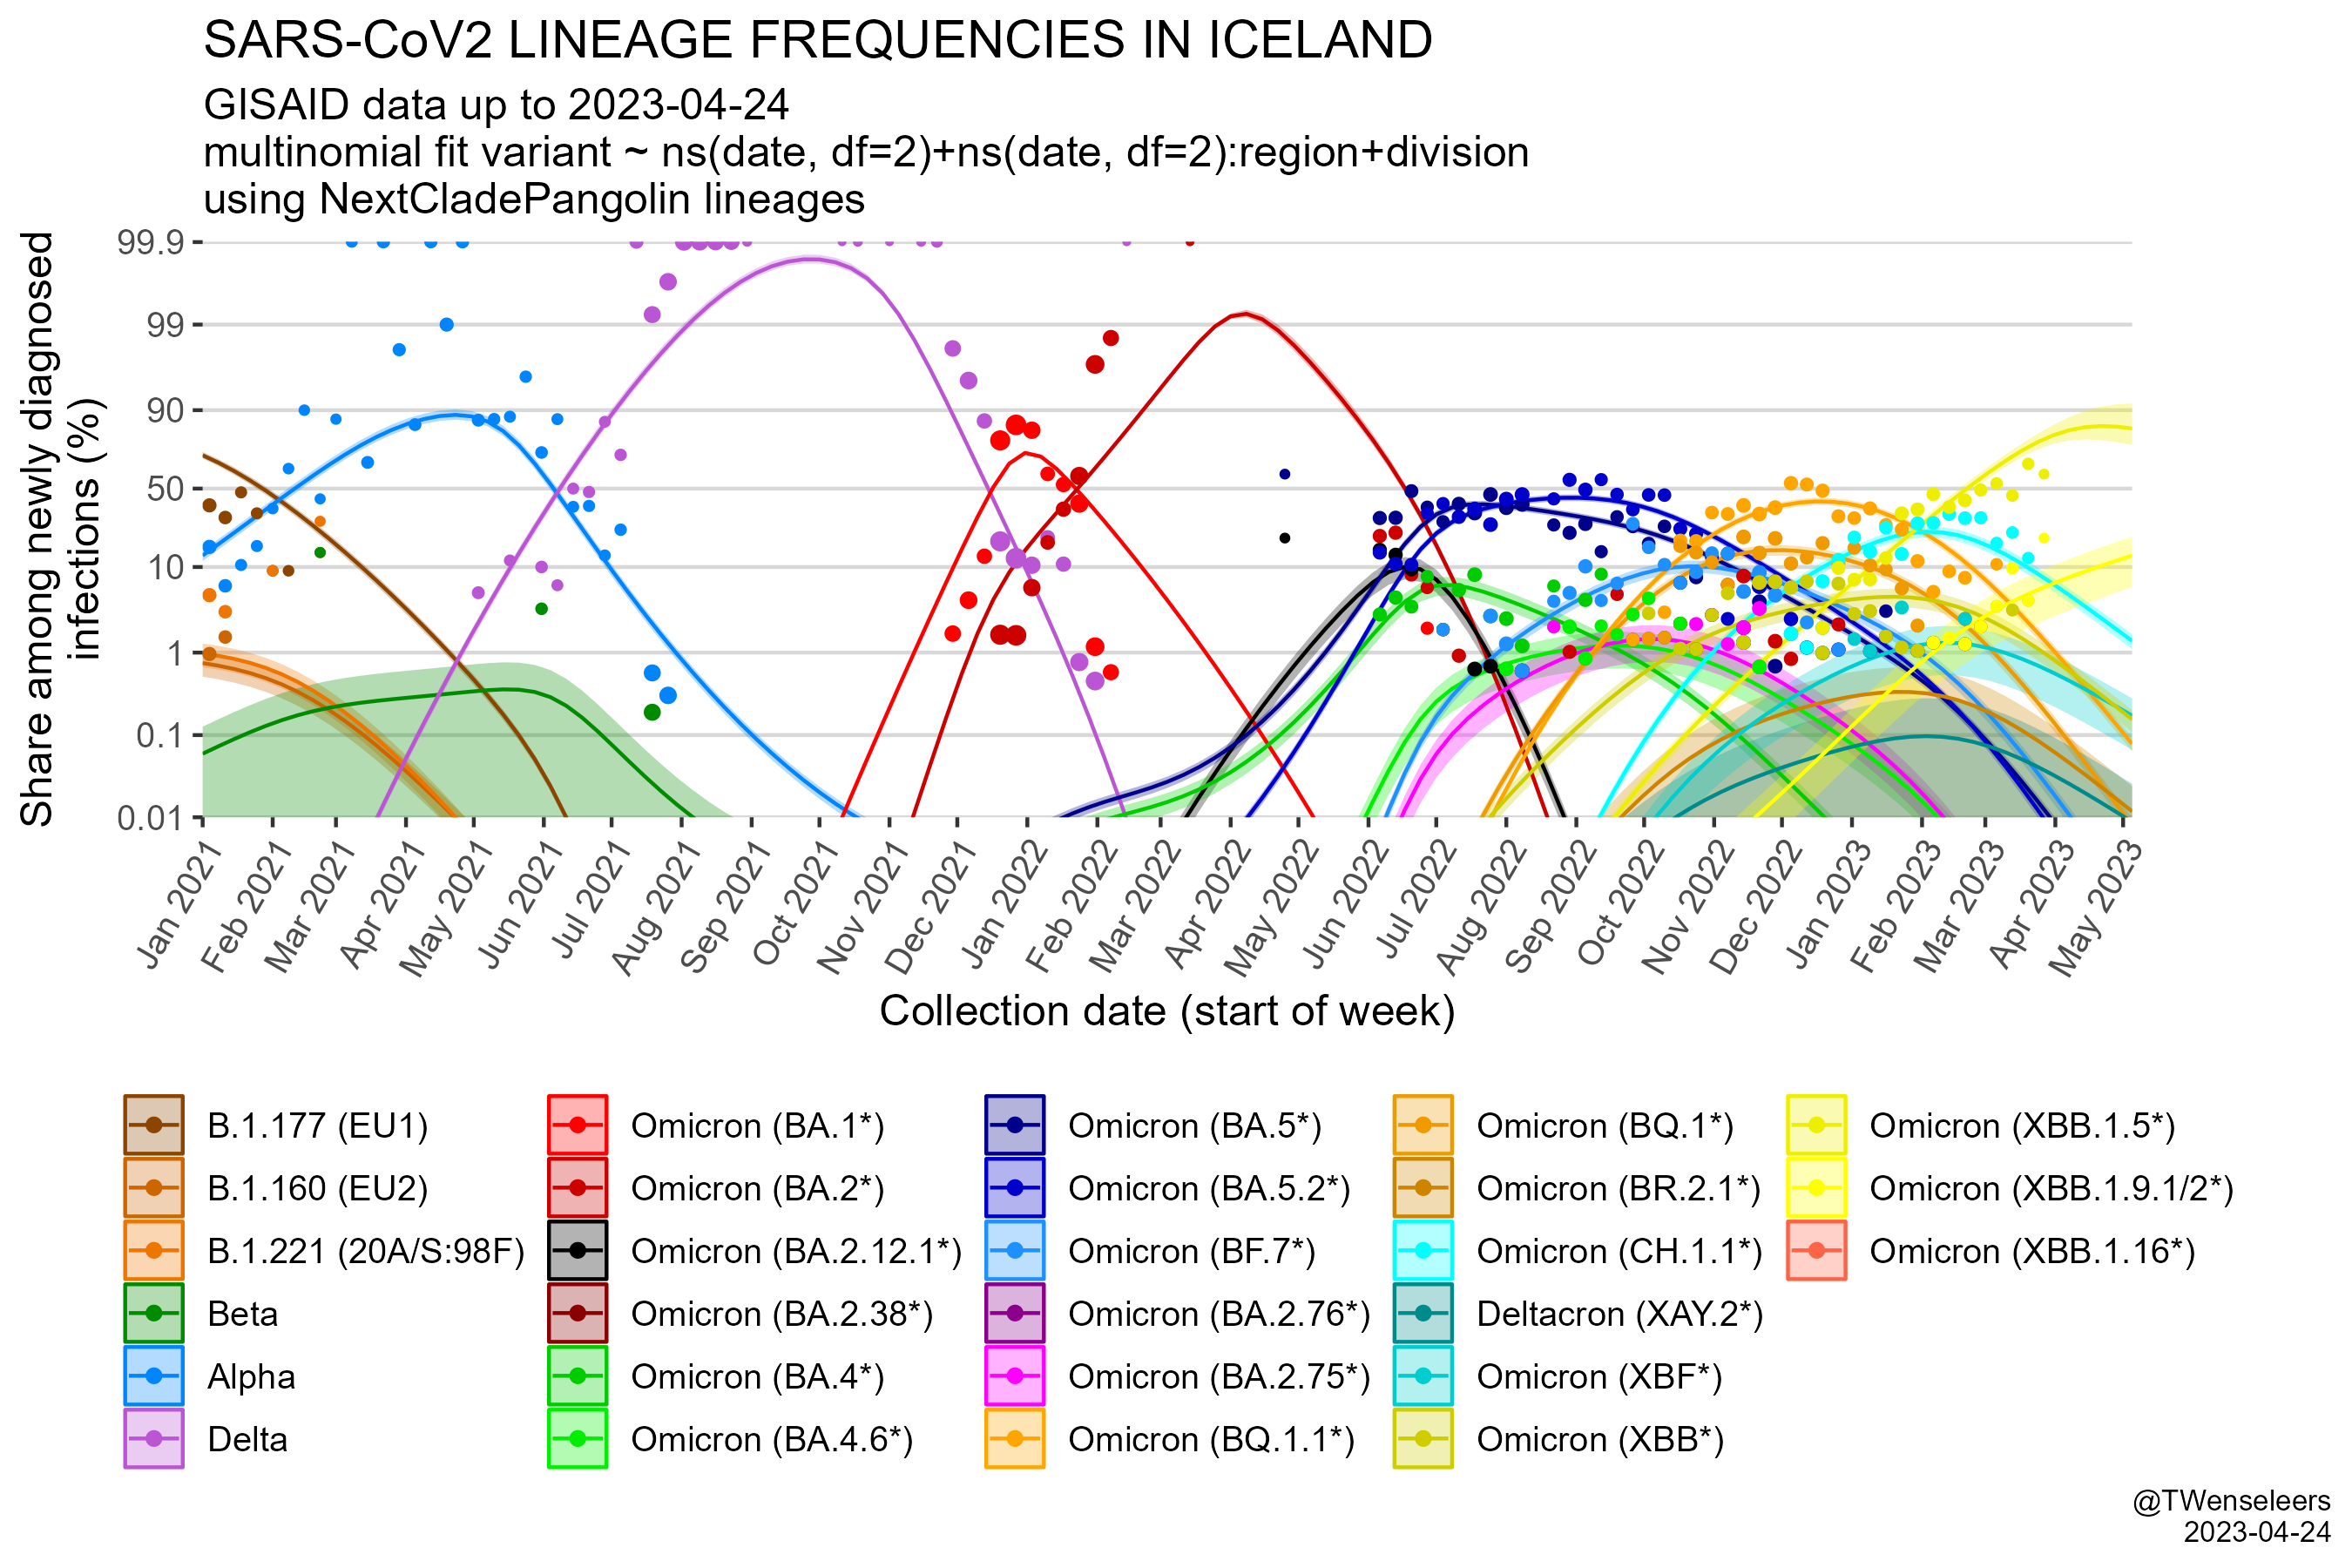 SARS-CoV2 LINEAGE FREQUENCIES IN ICELAND
GISAID data up to 2023-04-24
multinomial fit variant ~ ns(date, df=2)+ns(date, df=2):region+division
using NextCladePangolin lineages
Share among newly diagnosed
infections (%)
99.9
99
90
50
10
1
0.1
0.01
Jan 2021
Feb 2021
Mar 2021
Apr 2021
May 2021
Jun 2021
Jul 2021
Aug 2021
Sep 2021
Oct 2021
Nov 2021
Dec 2021
Jan 2022
Feb 2022
Mar 2022
Apr 2022
May 2022
Jun 2022
Jul 2022
Aug 2022
Sep 2022
Oct 2022
Nov 2022
Dec 2022
Jan 2023
Feb 2023
Mar 2023
Apr 2023
May 2023
Collection date (start of week)
B.1.177 (EU1)
B.1.160 (EU2)
B.1.221 (20A/S:98F)
Beta
Alpha
Delta
Omicron (BA.1*)
Omicron (BA.2*)
Omicron (BA.2.12.1*)
Omicron (BA.2.38*)
Omicron (BA.4*)
Omicron (BA.4.6*)
Omicron (BA.5*)
Omicron (BA.5.2*)
Omicron (BF.7*)
Omicron (BA.2.76*)
Omicron (BA.2.75*)
Omicron (BQ.1.1*)
Omicron (BQ.1*)
Omicron (BR.2.1*)
Omicron (CH.1.1*)
Deltacron (XAY.2*)
Omicron (XBF*)
Omicron (XBB*)
Omicron (XBB.1.5*)
Omicron (XBB.1.9.1/2*)
Omicron (XBB.1.16*)
@TWenseleers
2023-04-24